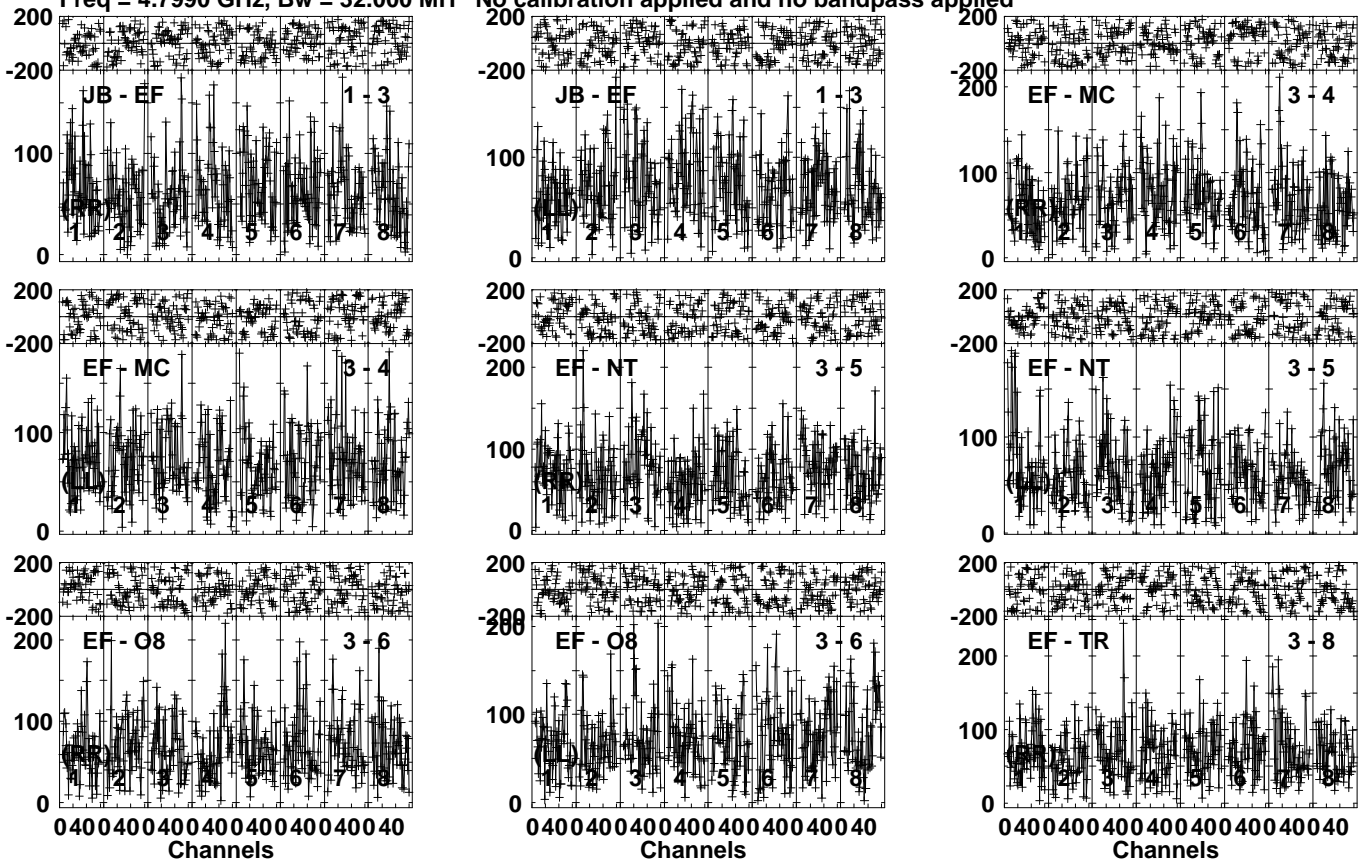 Freq = 4.7990 GHz, Bw = 32.000 MH No calibration applied and no bandpass applied
200 200 200
-200 -200 -200
200
JB - EF 1 - 3 JB - EF 1 - 3 EF - MC 3 - 4
100 100 100
(RR) (LL) (RR)
1 2 3 4 5 6 7 8 1 2 3 4 5 6 7 8 1 2 3 4 5 6 7 8
0 0 0
200 200 200
-200 -200 -200
EF - MC 3 - 4 EF - NT 3 - 5 EF - NT 3 - 5
200
100 100 100
(LL) (RR) (LL)
1 2 3 4 5 6 7 8 1 2 3 4 5 6 7 8 1 2 3 4 5 6 7 8
0 0 0
200 200 200
-200 -200 -200
200 200 200
EF - O8 3 - 6 EF - O8 3 - 6 EF - TR 3 - 8
100 100 100
(RR) (LL) (RR)
1 2 3 4 5 6 7 8 1 2 3 4 5 6 7 8 1 2 3 4 5 6 7 8
0 0 0
0 40 0 40 0 40 0 40 0 40 0 40 0 40 0 40 0 40 0 40 0 40 0 40 0 40 0 40 0 40 0 40 0 40 0 40 0 40 0 40 0 40 0 40 0 40 0 40
Channels Channels Channels